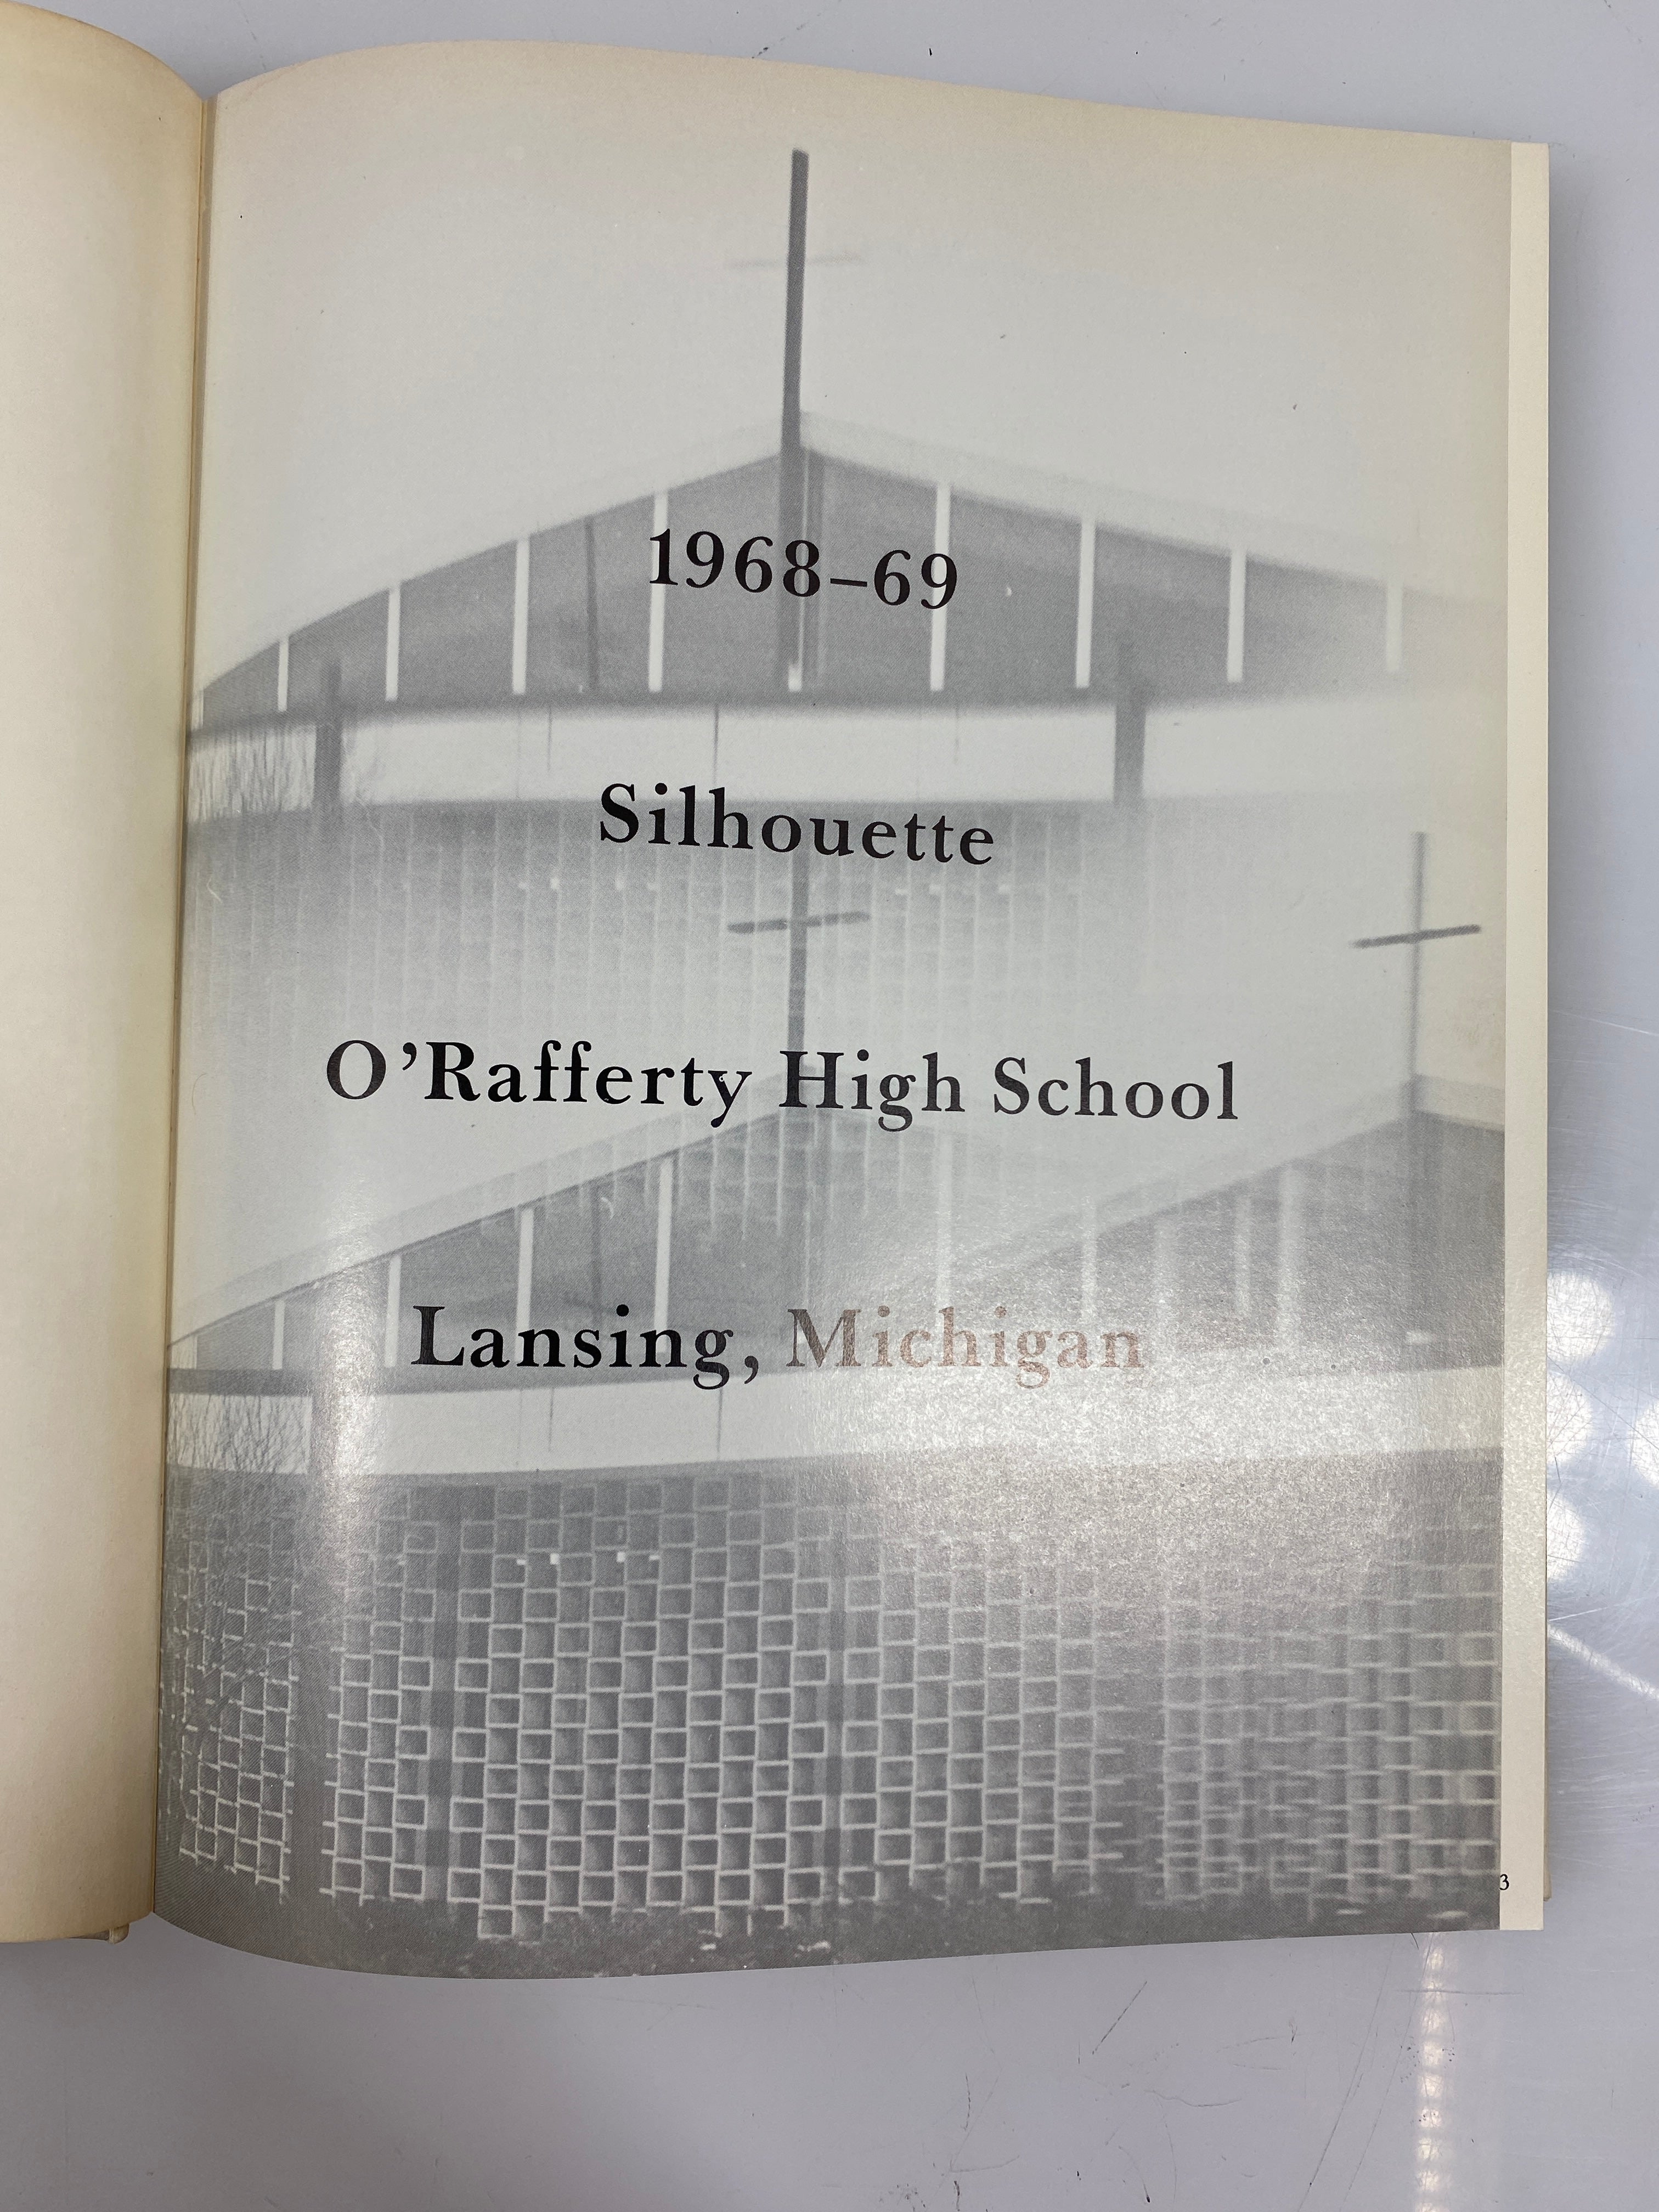 1968–69
Silhouette
O’Rafferty High School
Lansing, Michigan
3